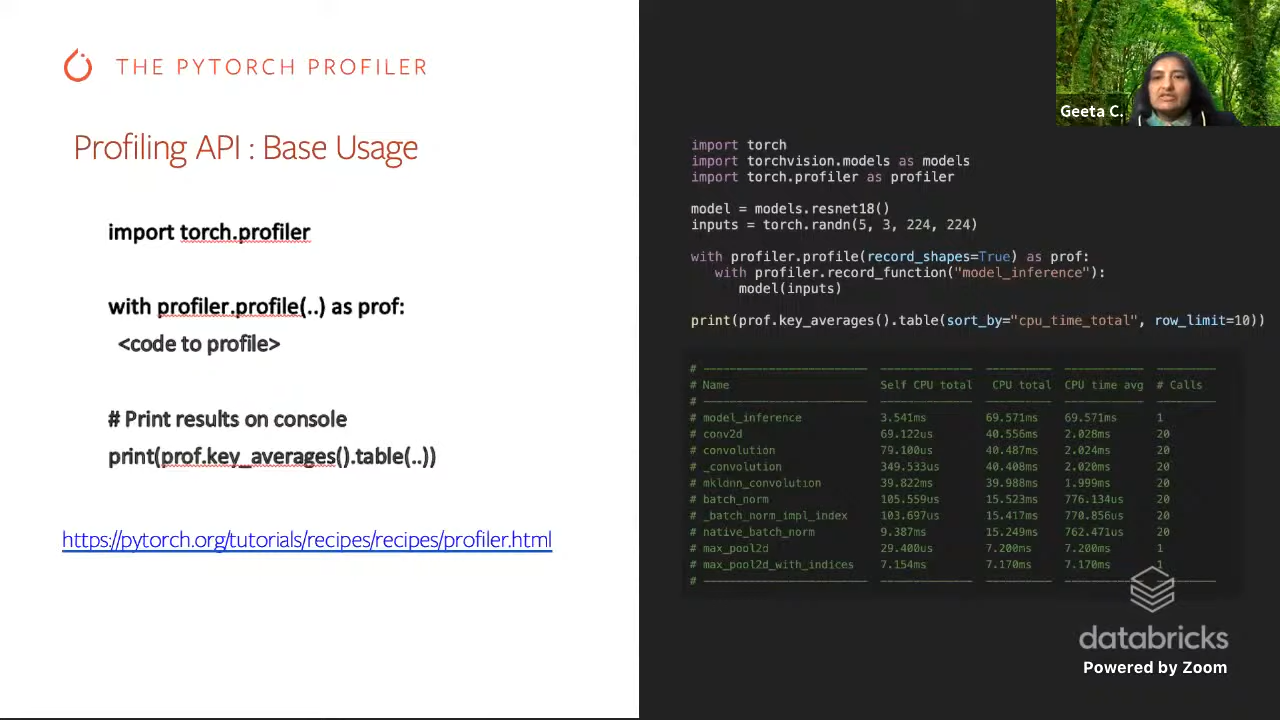 THE PYTORCH PROFILER
Profiling API : Base Usage
import torch.profiler
with profiler.profile(..) as prof:
<code to profile>
# Print results on console
print(prof.key_averages().table(..))
https://pytorch.org/tutorials/recipes/recipes/profiler.html
Geeta C.
import torch
import torchvision.models as models
import torch.profiler as profiler
model = models.resnet18()
inputs = torch.randn(5, 3, 224, 224)
with profiler.profile(record_shapes=True) as prof:
with profiler.record_function("model_inference"):
model(inputs)
print(prof.key_averages().table(sort_by="cpu_time_total", row_limit=10))
# --------------------- ------------ --------- ------------ ---------
# Name Self CPU total CPU total CPU time avg # Calls
# --------------------- ------------ --------- ------------ ---------
# model_inference 3.541ms 69.571ms 69.571ms 1
# conv2d 69.122us 40.556ms 2.028ms 20
# convolution 79.100us 40.487ms 2.024ms 20
# _convolution 349.533us 40.408ms 2.020ms 20
# mkldnn_convolution 39.822ms 39.988ms 1.999ms 20
# batch_norm 105.559us 15.523ms 776.134us 20
# _batch_norm_impl_index 103.697us 15.417ms 770.856us 20
# native_batch_norm 9.387ms 15.249ms 762.471us 20
# max_pool2d 29.400us 7.200ms 7.200ms 1
# max_pool2d_with_indices 7.154ms 7.170ms 7.170ms 1
# --------------------- ------------ --------- ------------ ---------
databricks
Powered by Zoom